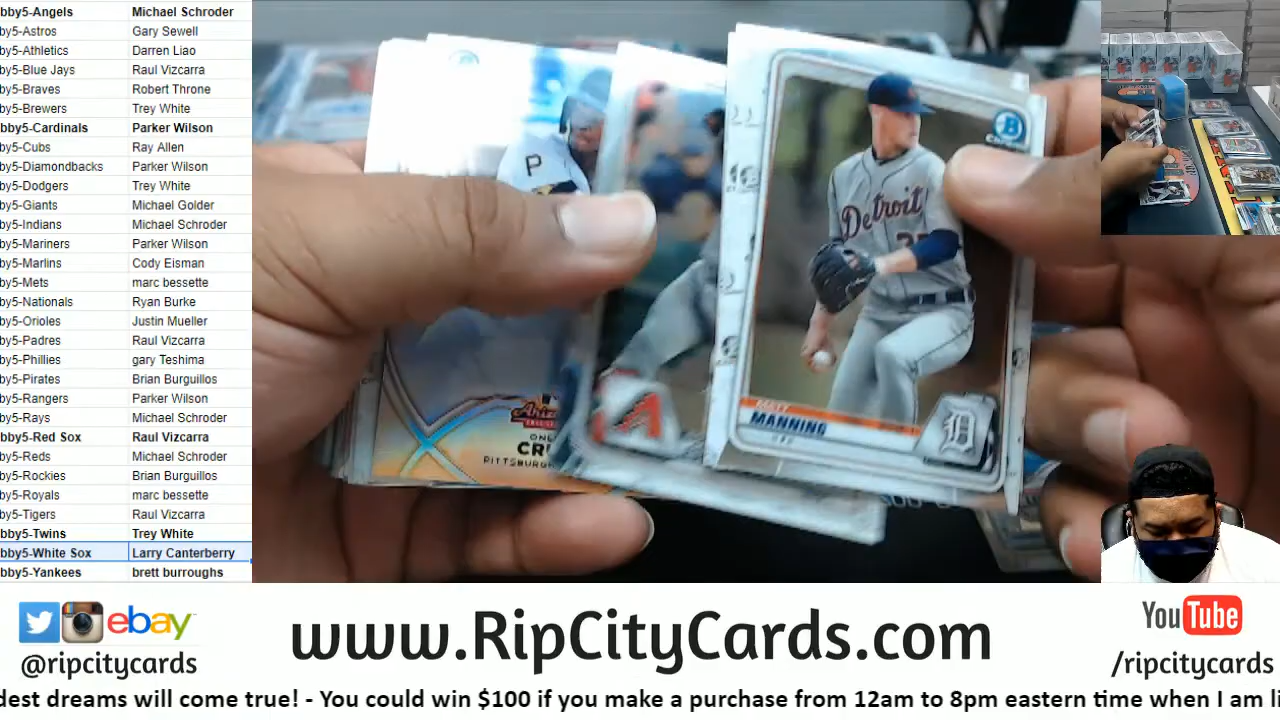 bby5-Angels Michael Schroder
by5-Astros Gary Sewell
by5-Athletics Darren Liao
by5-Blue Jays Raul Vizcarra
by5-Braves Robert Throne
by5-Brewers Trey White
bby5-Cardinals Parker Wilson
by5-Cubs Ray Allen
by5-Diamondbacks Parker Wilson
by5-Dodgers Trey White
by5-Giants Michael Golder
by5-Indians Michael Schroder
by5-Mariners Parker Wilson
by5-Marlins Cody Eisman
by5-Mets marc bessette
by5-Nationals Ryan Burke
by5-Orioles Justin Mueller
by5-Padres Raul Vizcarra
by5-Phillies gary Teshima
by5-Pirates Brian Burguillos
by5-Rangers Parker Wilson
by5-Rays Michael Schroder
bby5-Red Sox Raul Vizcarra
by5-Reds Michael Schroder
by5-Rockies Brian Burguillos
by5-Royals marc bessette
by5-Tigers Raul Vizcarra
bby5-Twins Trey White
bby5-White Sox Larry Canterberry
bby5-Yankees brett burroughs
P
B
Detroit
MANNING
D
A
CR
PITTSBURGH
ebay
@ripcitycards
www.RipCityCards.com
YouTube
/ripcitycards
dest dreams will come true! - You could win $100 if you make a purchase from 12am to 8pm eastern time when I am li